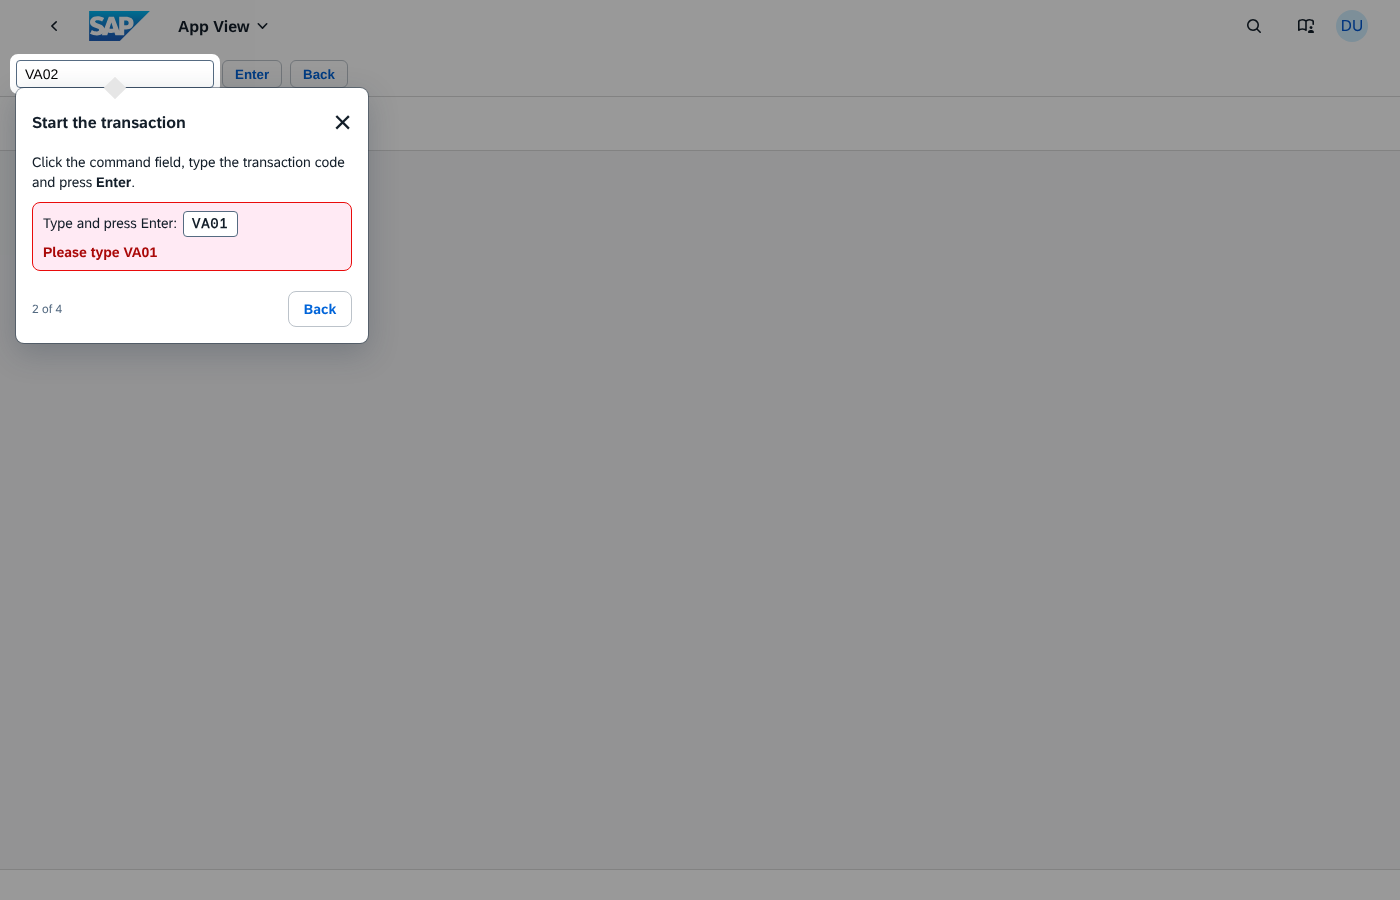 SAP App View DU
VA02 Enter Back
Start the transaction
Click the command field, type the transaction code
and press Enter.
Type and press Enter: VA01
Please type VA01
2 of 4 Back